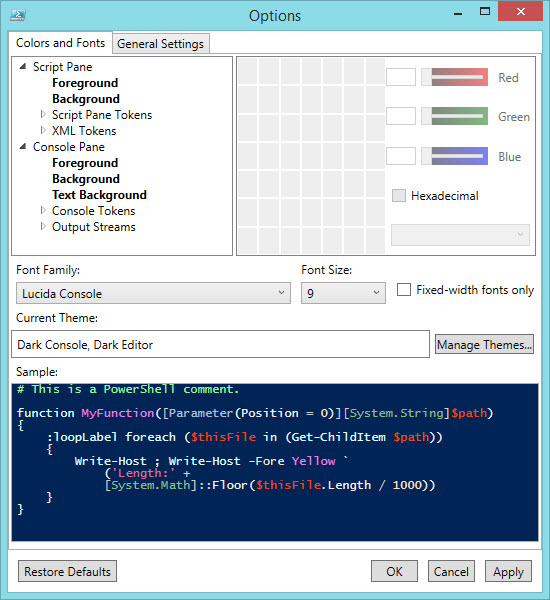 Options
Colors and Fonts
General Settings
Script Pane
Foreground
Background
Script Pane Tokens
XML Tokens
Console Pane
Foreground
Background
Text Background
Console Tokens
Output Streams
Red
Green
Blue
Hexadecimal
Font Family:
Font Size:
Lucida Console
9
Fixed-width fonts only
Current Theme:
Dark Console, Dark Editor
Manage Themes...
Sample:
# This is a PowerShell comment.
function MyFunction([Parameter(Position = 0)][System.String]$path)
{
    :loopLabel foreach ($thisFile in (Get-ChildItem $path))
    {
        Write-Host ; Write-Host -Fore Yellow `
            ('Length:' +
            [System.Math]::Floor($thisFile.Length / 1000))
    }
}
Restore Defaults
OK
Cancel
Apply